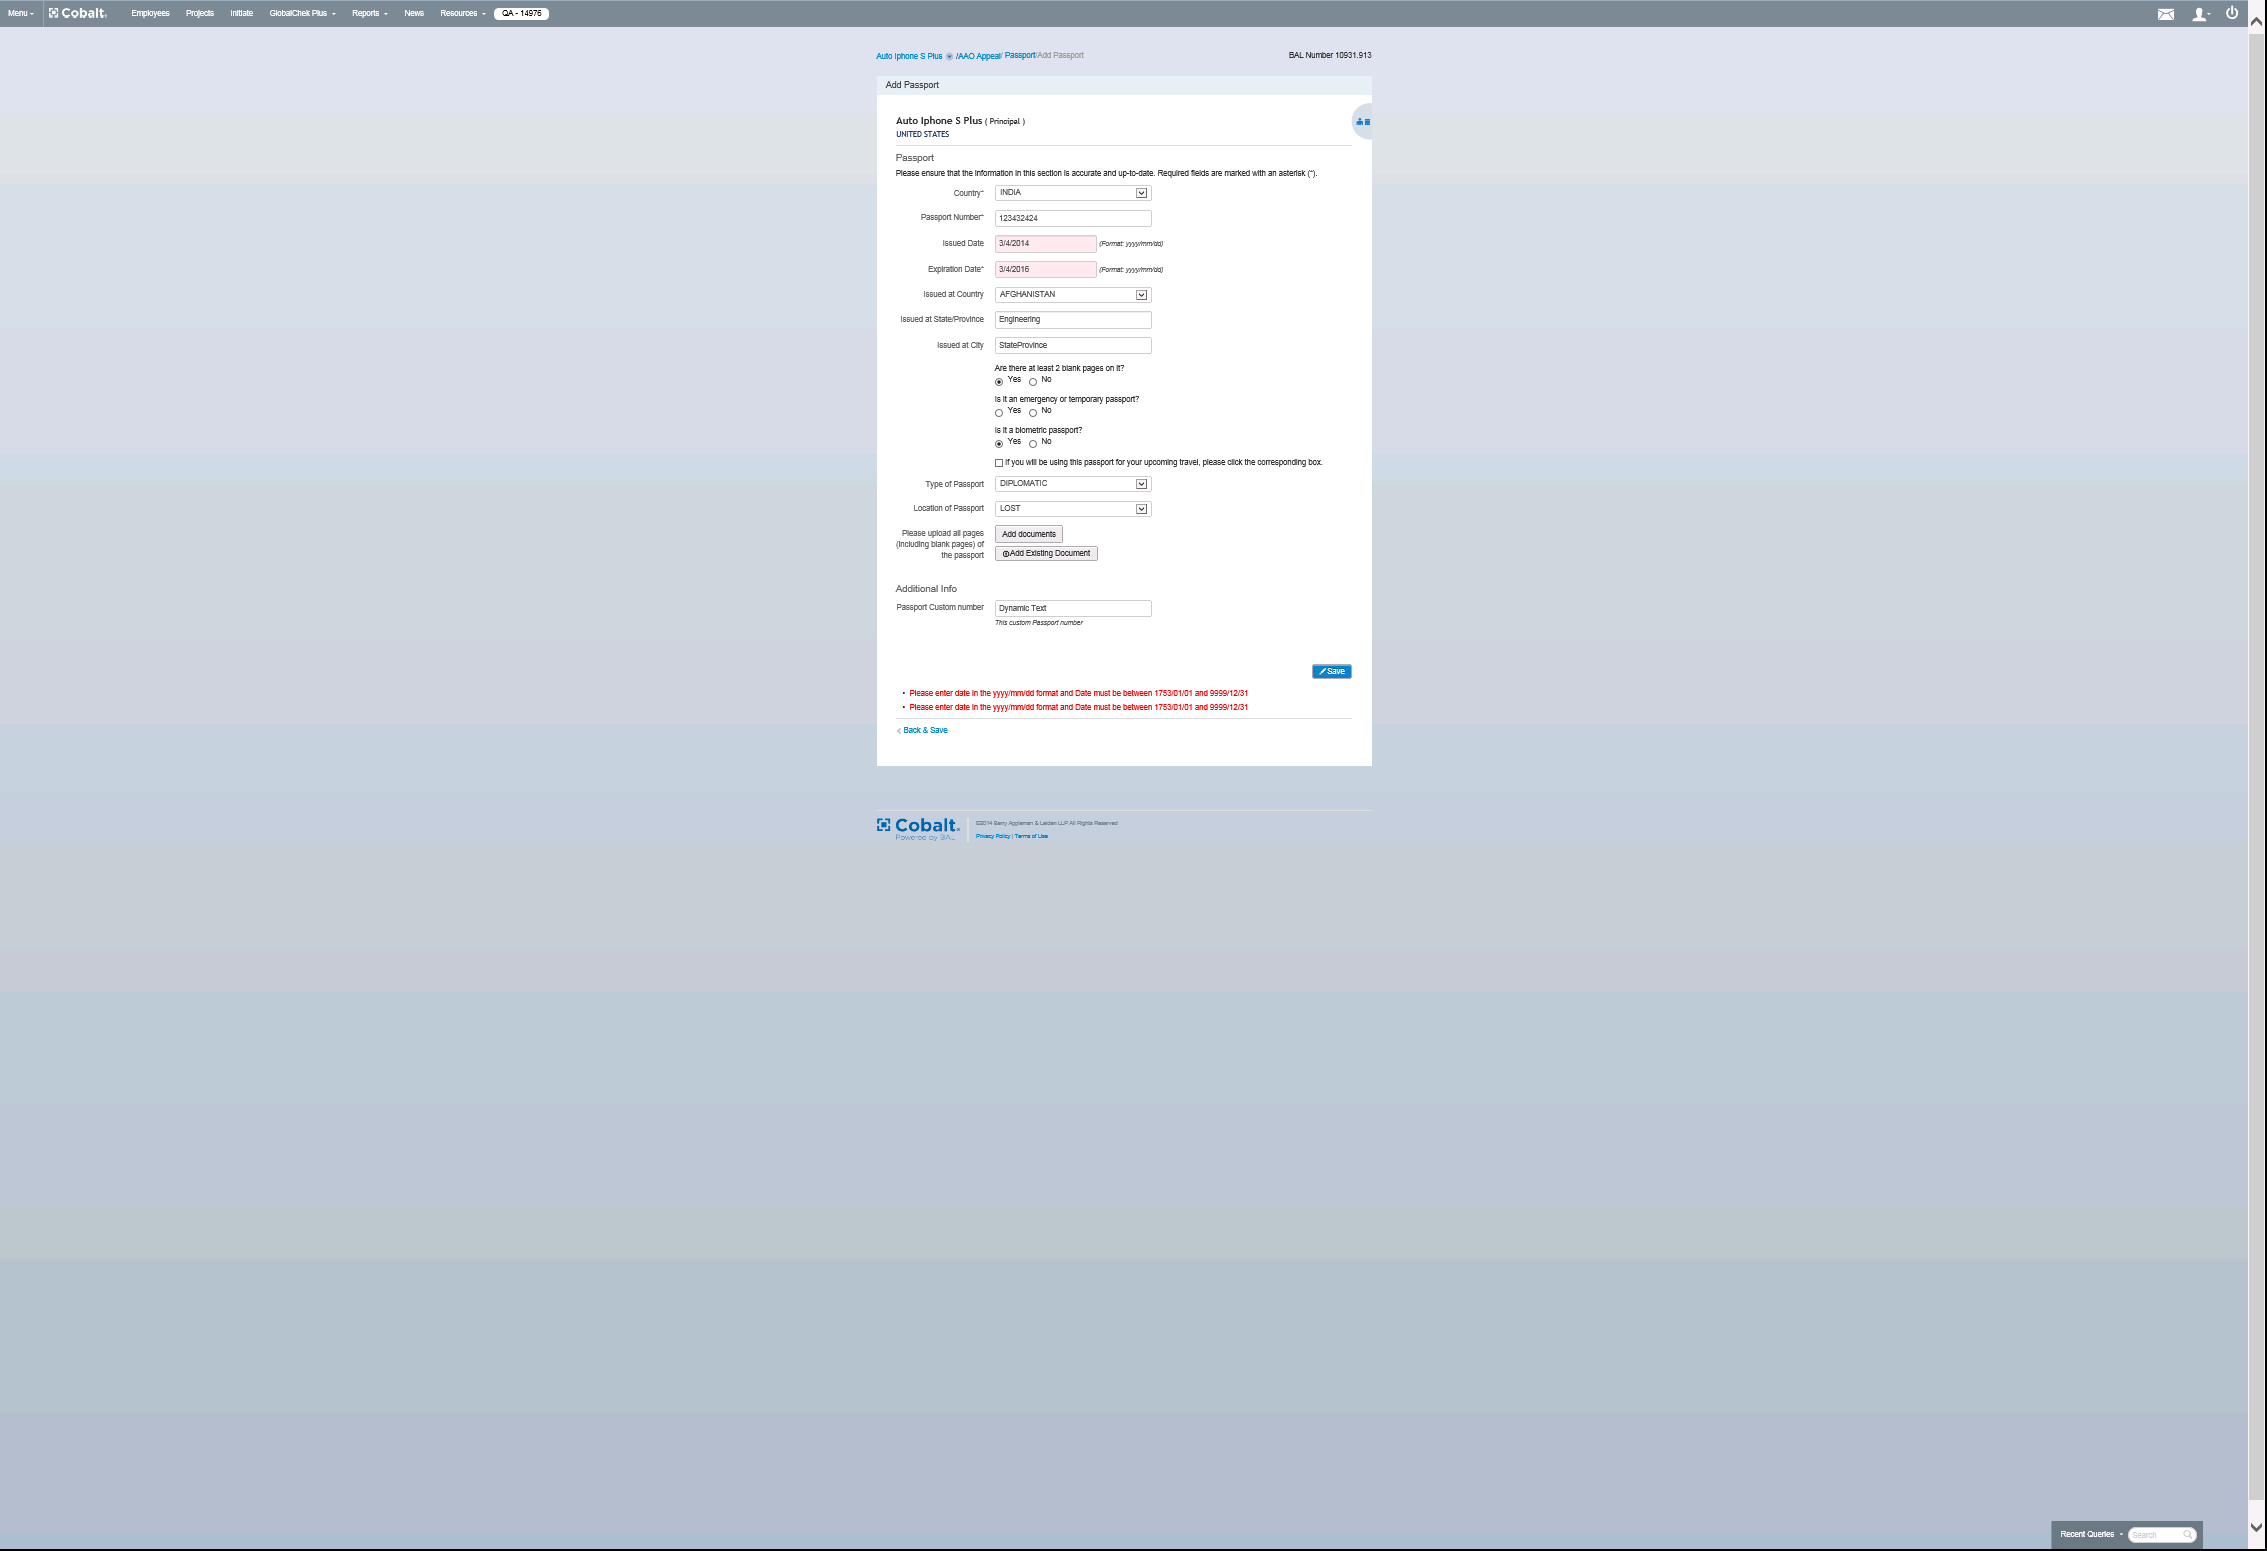 Menu Cobalt Employees Projects Initiate GlobalChek Plus Reports News Resources QA - 14976
Auto Iphone S Plus /AAO Appeal/ Passport/Add Passport BAL Number 10931.913
Add Passport
Auto Iphone S Plus ( Principal )
UNITED STATES
Passport
Please ensure that the information in this section is accurate and up-to-date. Required fields are marked with an asterisk (*).
Country* INDIA
Passport Number* 123432424
Issued Date 3/4/2014 (Format: yyyy/mm/dd)
Expiration Date* 3/4/2016 (Format: yyyy/mm/dd)
Issued at Country AFGHANISTAN
Issued at State/Province Engineering
Issued at City StateProvince
Are there at least 2 blank pages on it?
Yes No
Is it an emergency or temporary passport?
Yes No
Is it a biometric passport?
Yes No
If you will be using this passport for your upcoming travel, please click the corresponding box.
Type of Passport DIPLOMATIC
Location of Passport LOST
Please upload all pages Add documents
(including blank pages) of
the passport Add Existing Document
Additional Info
Passport Custom number Dynamic Text
This custom Passport number
Save
• Please enter date in the yyyy/mm/dd format and Date must be between 1753/01/01 and 9999/12/31
• Please enter date in the yyyy/mm/dd format and Date must be between 1753/01/01 and 9999/12/31
Back & Save
Cobalt ©2014 Berry Appleman & Leiden LLP All Rights Reserved
Powered by BAL Privacy Policy | Terms of Use
Recent Queries Search